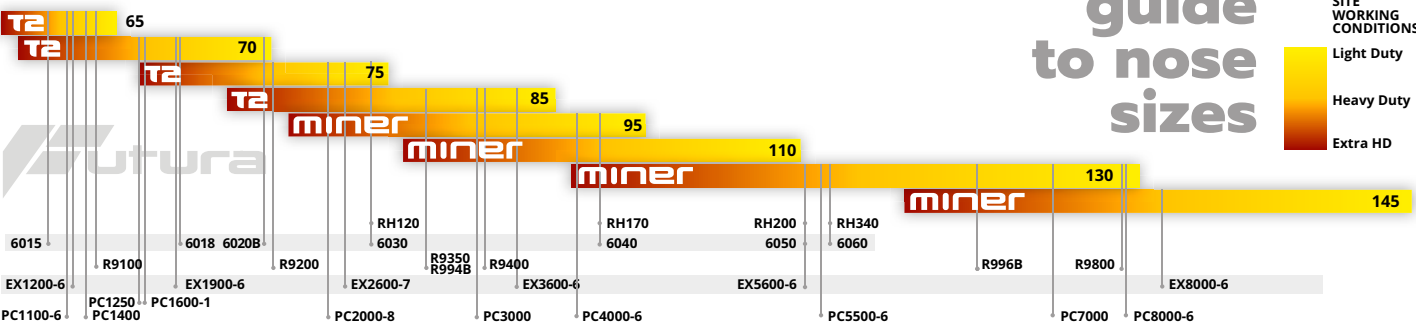 guide
to nose
sizes
SITE
WORKING
CONDITIONS
Light Duty
Heavy Duty
Extra HD
T2 65
T2 70
T2 75
T2 85
miner 95
miner 110
miner 130
miner 145
Futura
RH120 RH170 RH200 RH340
6015 6018 6020B 6030 6040 6050 6060
R9350
R994B
R9100 R9200 R9400 R996B R9800
EX1200-6 EX1900-6 EX2600-7 EX3600-6 EX5600-6 EX8000-6
PC1250 PC1600-1
PC1100-6 PC1400 PC2000-8 PC3000 PC4000-6 PC5500-6 PC7000 PC8000-6